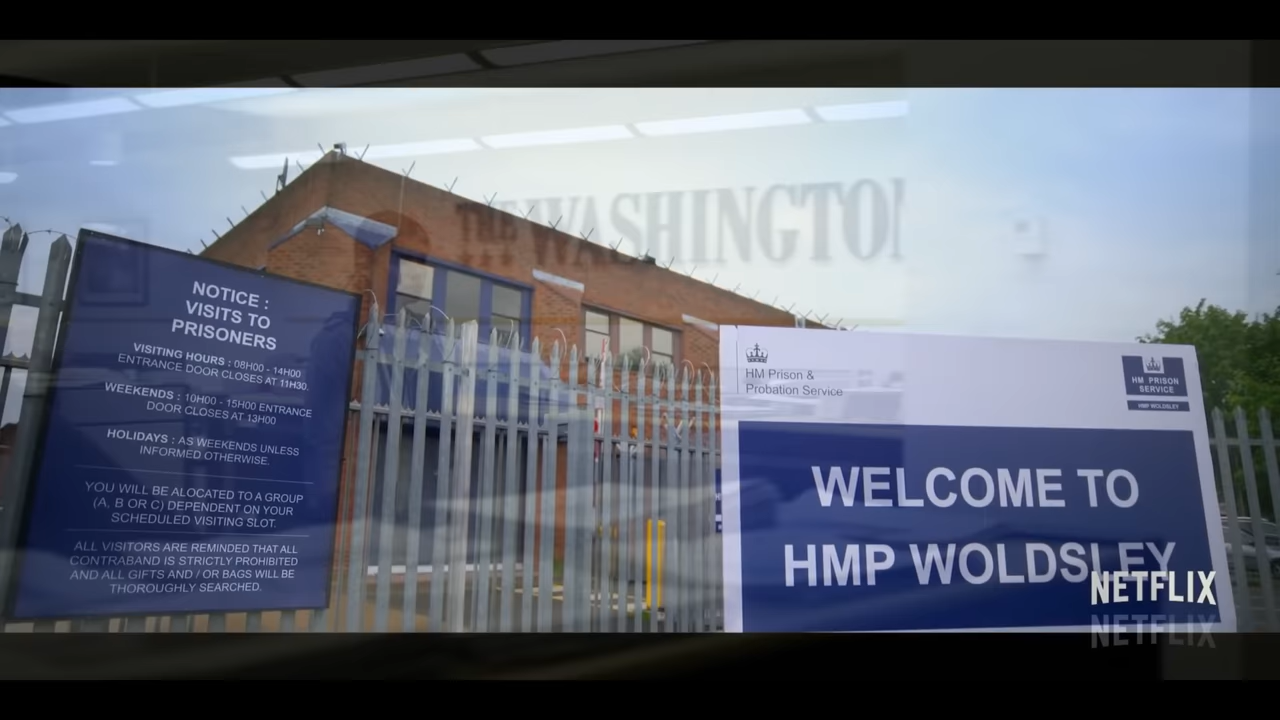 THE WASHINGTON
NOTICE :
VISITS TO
PRISONERS
VISITING HOURS : 08H00 - 14H00
ENTRANCE DOOR CLOSES AT 11H30.
WEEKENDS : 10H00 - 15H00 ENTRANCE
DOOR CLOSES AT 13H00
HOLIDAYS : AS WEEKENDS UNLESS
INFORMED OTHERWISE.
YOU WILL BE ALOCATED TO A GROUP
(A, B OR C) DEPENDENT ON YOUR
SCHEDULED VISITING SLOT.
ALL VISITORS ARE REMINDED THAT ALL
CONTRABAND IS STRICTLY PROHIBITED
AND ALL GIFTS AND / OR BAGS WILL BE
THOROUGHLY SEARCHED.
HM Prison &
Probation Service
HM PRISON
SERVICE
HMP WOLDSLEY
WELCOME TO
HMP WOLDSLEY
NETFLIX
NETFLIX